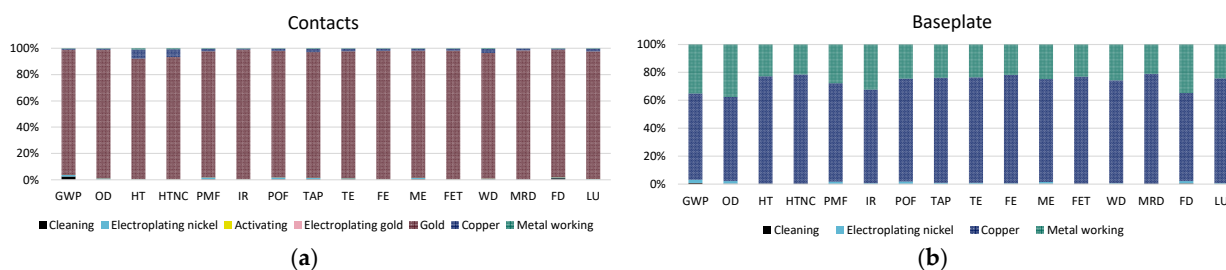 Contacts
100%
80%
60%
40%
20%
0%
GWP OD HT HTNC PMF IR POF TAP TE FE ME FET WD MRD FD LU
Cleaning Electroplating nickel Activating Electroplating gold Gold Copper Metal working
(a)
Baseplate
100%
80%
60%
40%
20%
0%
GWP OD HT HTNC PMF IR POF TAP TE FE ME FET WD MRD FD LU
Cleaning Electroplating nickel Copper Metal working
(b)